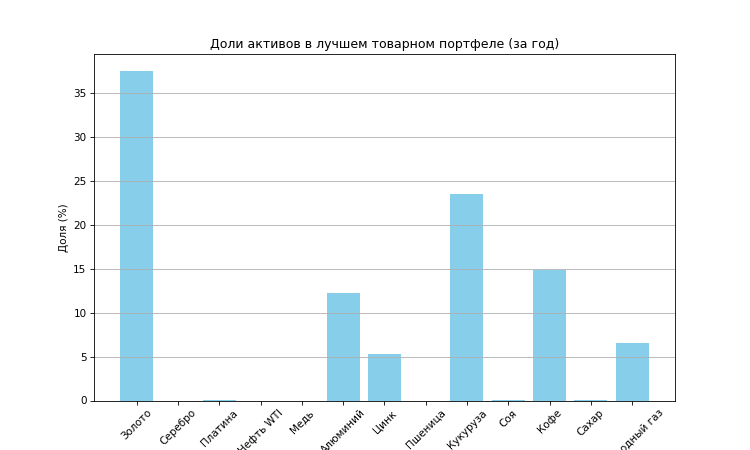 Доли активов в лучшем товарном портфеле (за год)
Доля (%)
35
30
25
20
15
10
5
0
Золото
Серебро
Платина
Нефть WTI
Медь
Алюминий
Цинк
Пшеница
Кукуруза
Соя
Кофе
Сахар
газ